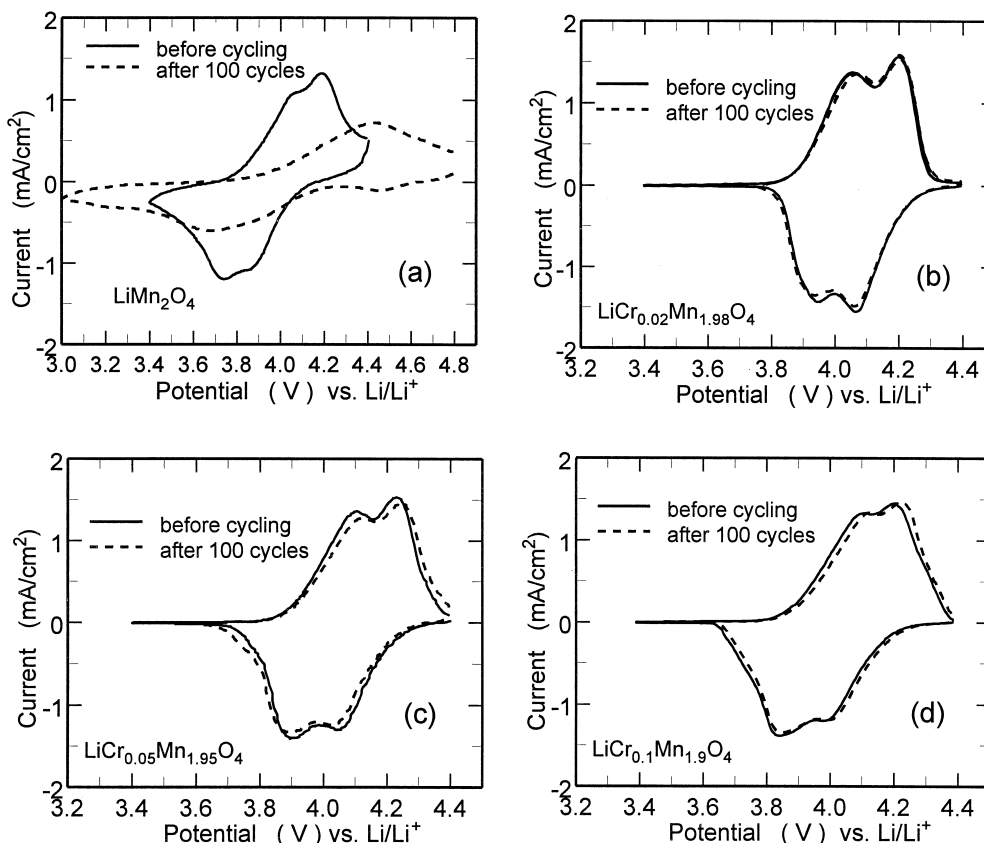 2
before cycling
after 100 cycles
1
0
-1
-2
Current (mA/cm²)
(a)
LiMn₂O₄
3.0 3.2 3.4 3.6 3.8 4.0 4.2 4.4 4.6 4.8
Potential ( V ) vs. Li/Li⁺
2
before cycling
after 100 cycles
1
0
-1
-2
Current (mA/cm²)
(b)
LiCr₀.₀₂Mn₁.₉₈O₄
3.2 3.4 3.6 3.8 4.0 4.2 4.4
Potential ( V ) vs. Li/Li⁺
2
before cycling
after 100 cycles
1
0
-1
-2
Current (mA/cm²)
(c)
LiCr₀.₀₅Mn₁.₉₅O₄
3.2 3.4 3.6 3.8 4.0 4.2 4.4
Potential ( V ) vs. Li/Li⁺
2
before cycling
after 100 cycles
1
0
-1
-2
Current (mA/cm²)
(d)
LiCr₀.₁Mn₁.₉O₄
3.2 3.4 3.6 3.8 4.0 4.2 4.4
Potential ( V ) vs. Li/Li⁺